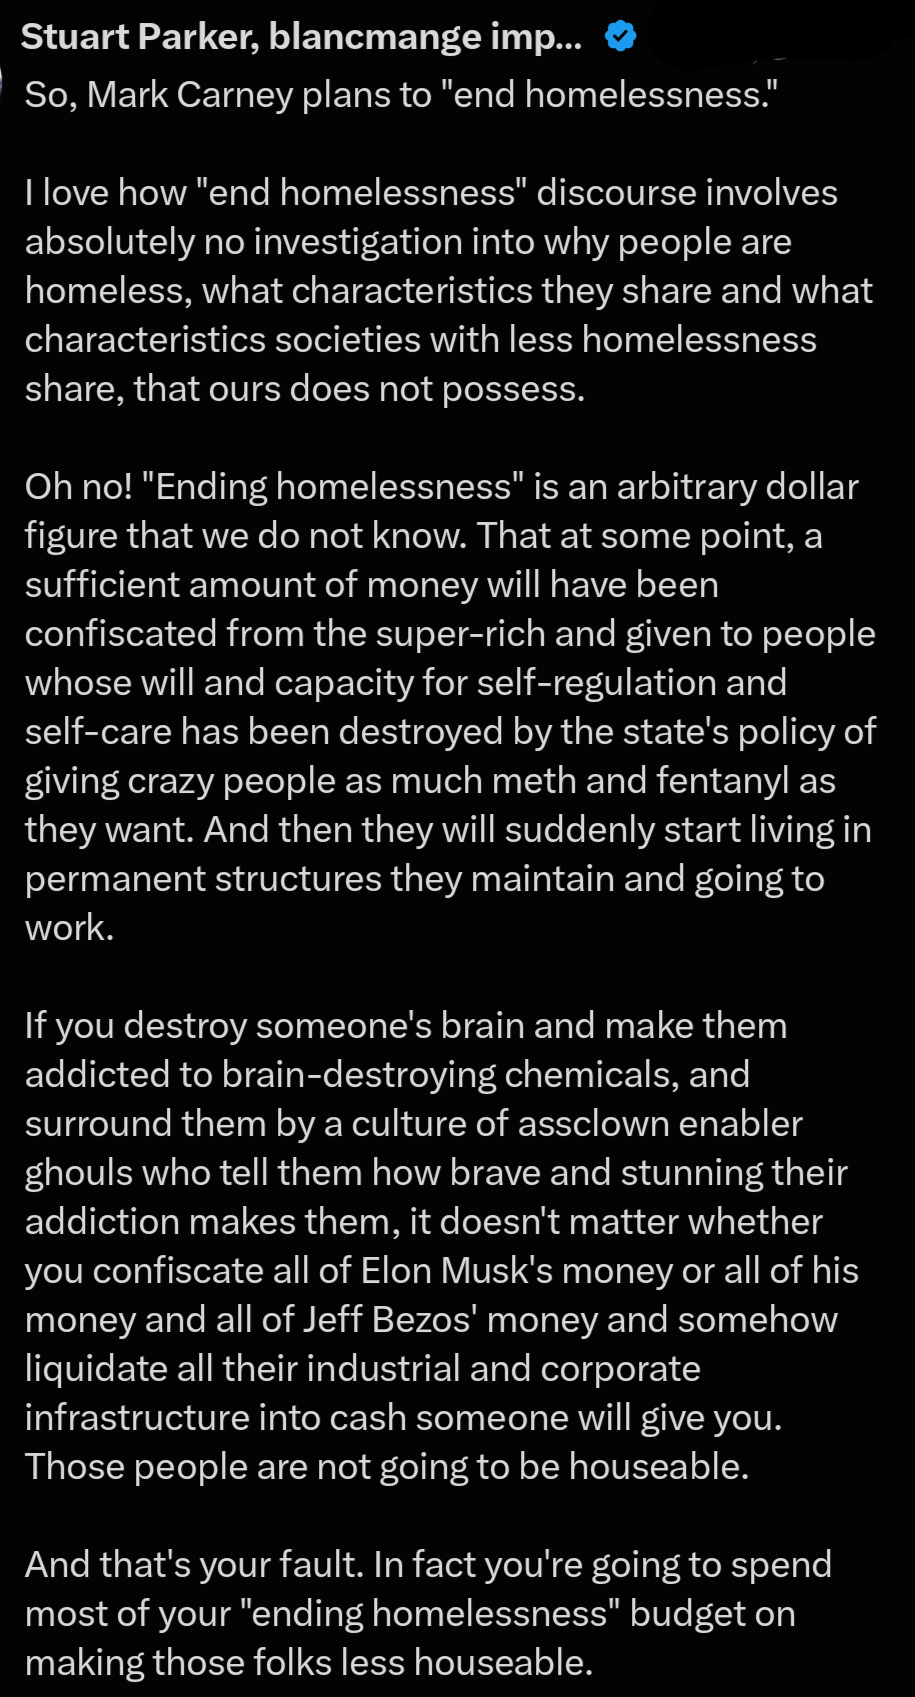 Stuart Parker, blancmange imp...
So, Mark Carney plans to "end homelessness."
I love how "end homelessness" discourse involves
absolutely no investigation into why people are
homeless, what characteristics they share and what
characteristics societies with less homelessness
share, that ours does not possess.
Oh no! "Ending homelessness" is an arbitrary dollar
figure that we do not know. That at some point, a
sufficient amount of money will have been
confiscated from the super-rich and given to people
whose will and capacity for self-regulation and
self-care has been destroyed by the state's policy of
giving crazy people as much meth and fentanyl as
they want. And then they will suddenly start living in
permanent structures they maintain and going to
work.
If you destroy someone's brain and make them
addicted to brain-destroying chemicals, and
surround them by a culture of assclown enabler
ghouls who tell them how brave and stunning their
addiction makes them, it doesn't matter whether
you confiscate all of Elon Musk's money or all of his
money and all of Jeff Bezos' money and somehow
liquidate all their industrial and corporate
infrastructure into cash someone will give you.
Those people are not going to be houseable.
And that's your fault. In fact you're going to spend
most of your "ending homelessness" budget on
making those folks less houseable.